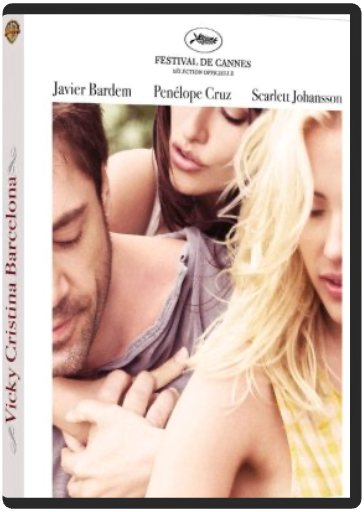 FESTIVAL DE CANNES
SÉLECTION OFFICIELLE
Javier Bardem Penélope Cruz Scarlett Johansson
Vicky Cristina Barcelona